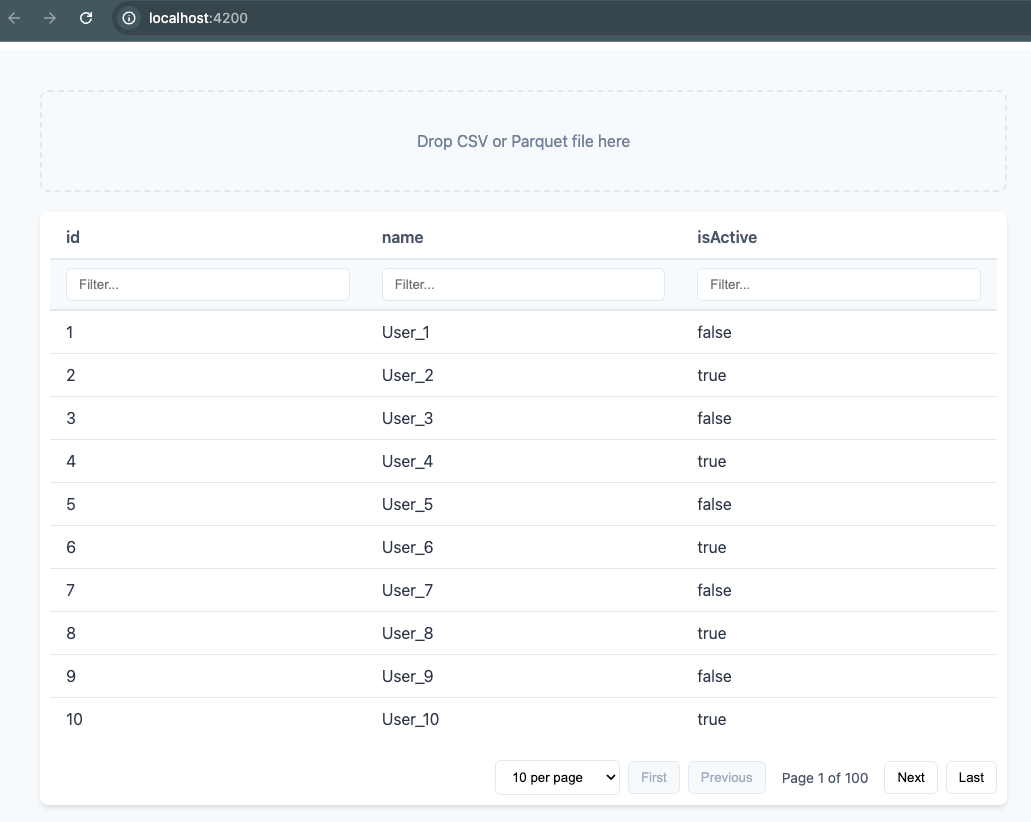 localhost:4200
Drop CSV or Parquet file here
id name isActive
Filter... Filter... Filter...
1 User_1 false
2 User_2 true
3 User_3 false
4 User_4 true
5 User_5 false
6 User_6 true
7 User_7 false
8 User_8 true
9 User_9 false
10 User_10 true
10 per page First Previous Page 1 of 100 Next Last